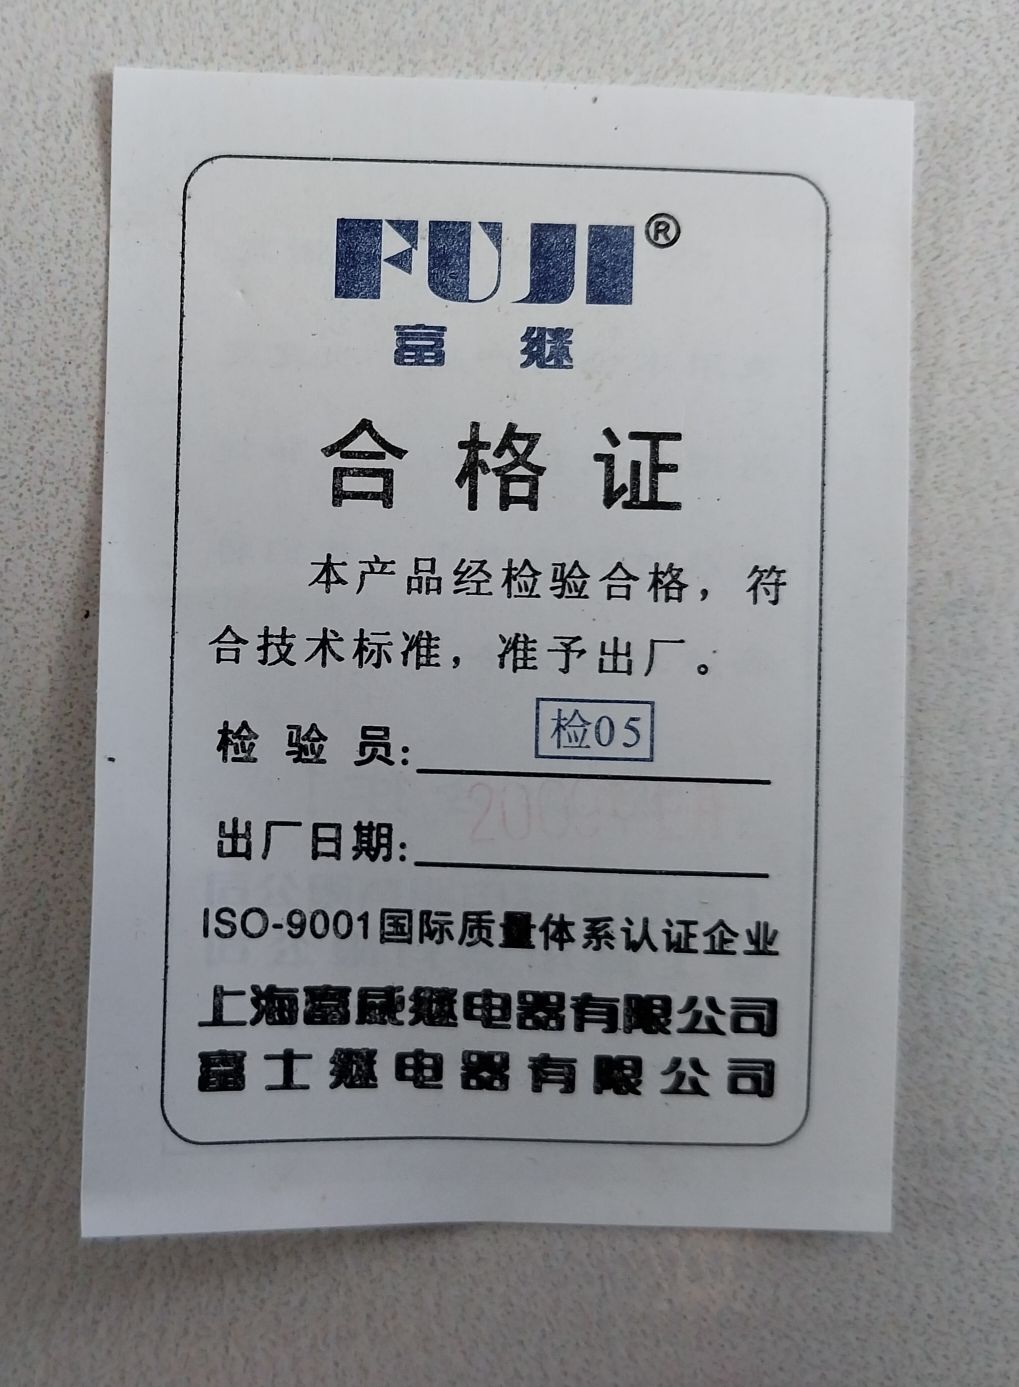 FUJI®
富继
合格证
本产品经检验合格，符
合技术标准，准予出厂。
检验员: 检05
出厂日期:
ISO-9001国际质量体系认证企业
上海富威继电器有限公司
富士继电器有限公司